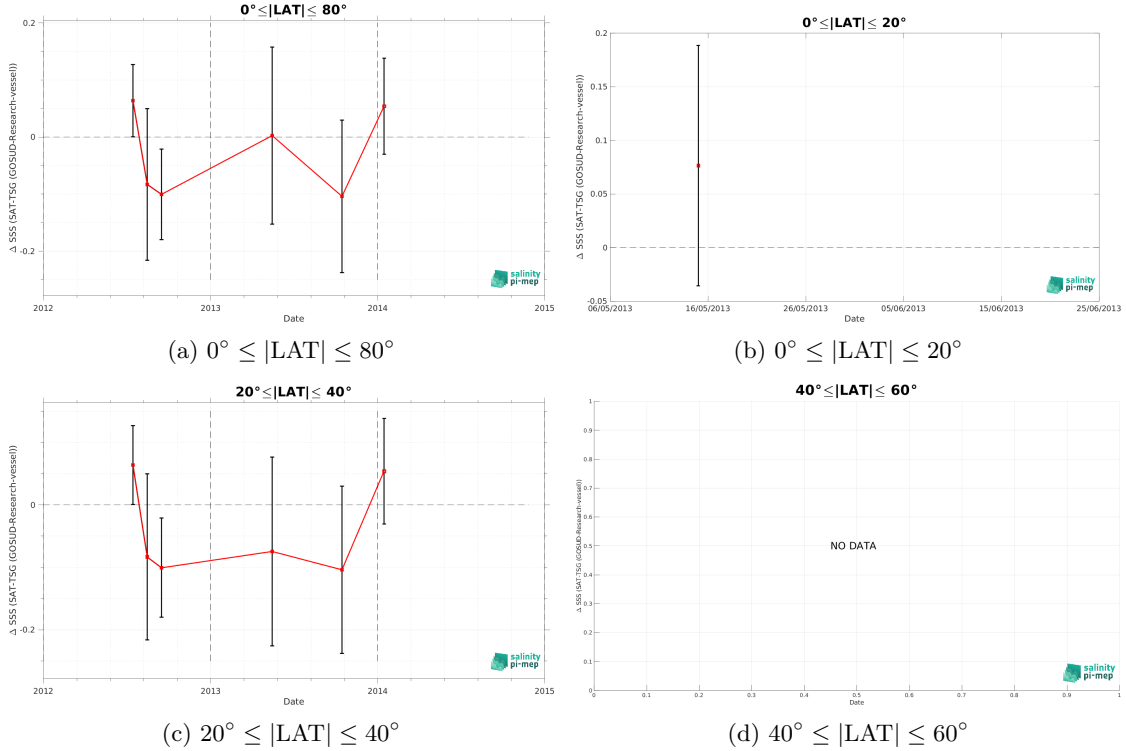 0°≤|LAT|≤ 80°
0.2
0
-0.2
Δ SSS (SAT-TSG (GOSUD-Research-vessel))
2012
2013
2014
2015
Date
salinity
pi-mep
(a) 0° ≤ |LAT| ≤ 80°
0°≤|LAT|≤ 20°
0.2
0.15
0.1
0.05
0
-0.05
Δ SSS (SAT-TSG (GOSUD-Research-vessel))
06/05/2013
16/05/2013
26/05/2013
05/06/2013
15/06/2013
25/06/2013
Date
salinity
pi-mep
(b) 0° ≤ |LAT| ≤ 20°
20°≤|LAT|≤ 40°
0
-0.2
Δ SSS (SAT-TSG (GOSUD-Research-vessel))
2012
2013
2014
2015
Date
salinity
pi-mep
(c) 20° ≤ |LAT| ≤ 40°
40°≤|LAT|≤ 60°
1
0.9
0.8
0.7
0.6
0.5
0.4
0.3
0.2
0.1
0
Δ SSS (SAT-TSG (GOSUD-Research-vessel))
NO DATA
0
0.1
0.2
0.3
0.4
0.5
0.6
0.7
0.8
0.9
1
Date
salinity
pi-mep
(d) 40° ≤ |LAT| ≤ 60°